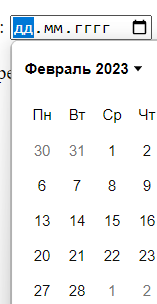 : дд.мм.гггг
ре
Февраль 2023
Пн Вт Ср Чт
30 31 1 2
6 7 8 9
13 14 15 16
20 21 22 23
27 28 1 2